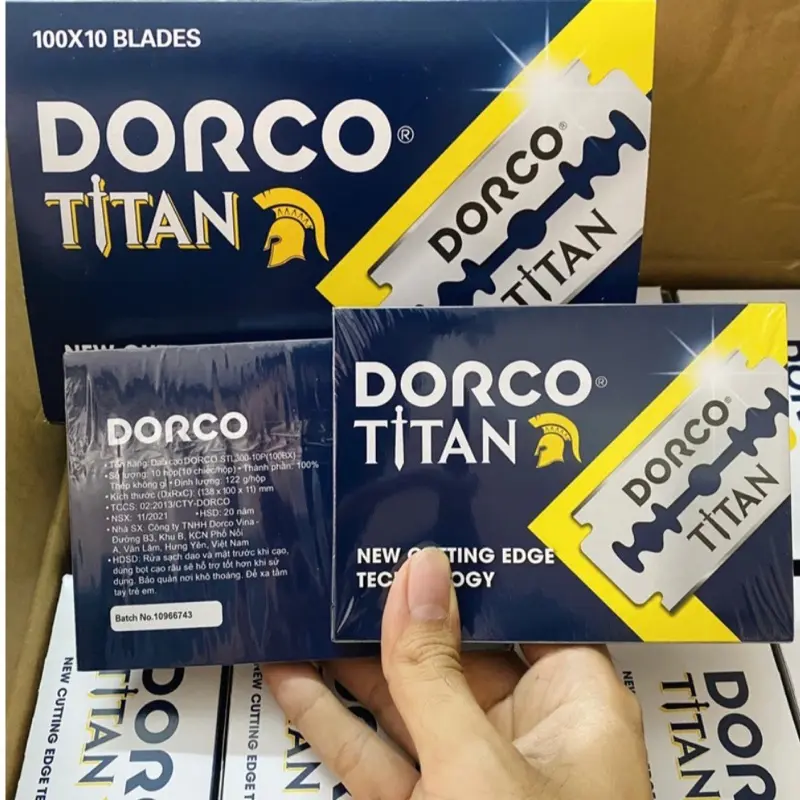 100X10 BLADES
DORCO®
TITAN
DORCO®
TITAN
DORCO
• Tên hàng: Dao cạo DORCO STL300-10P(100BX)
• Số lượng: 10 hộp(10 chiếc/hộp) • Thành phần: 100%
Thép không gỉ • Định lượng: 122 g/hộp
• Kích thước (DxRxC): (138 x 100 x 11) mm
• TCCS: 02:2013/CTY-DORCO
• NSX: 11/2021 • HSD: 20 năm
• Nhà SX: Công ty TNHH Dorco Vina -
Đường B3, Khu B, KCN Phố Nối
A, Văn Lâm, Hưng Yên, Việt Nam
• HDSD: Rửa sạch dao và mặt trước khi cạo,
dùng bọt cạo râu sẽ hỗ trợ tốt hơn khi sử
dụng. Bảo quản nơi khô thoáng. Để xa tầm
tay trẻ em.
Batch No.10966743
DORCO®
TITAN
DORCO®
TITAN
NEW CUTTING EDGE
TECHNOLOGY
NEW CUTTING EDGE
TITAN
DORCO
NEW CUTTING EDGE
TITAN
DORCO
TITAN
DORCO